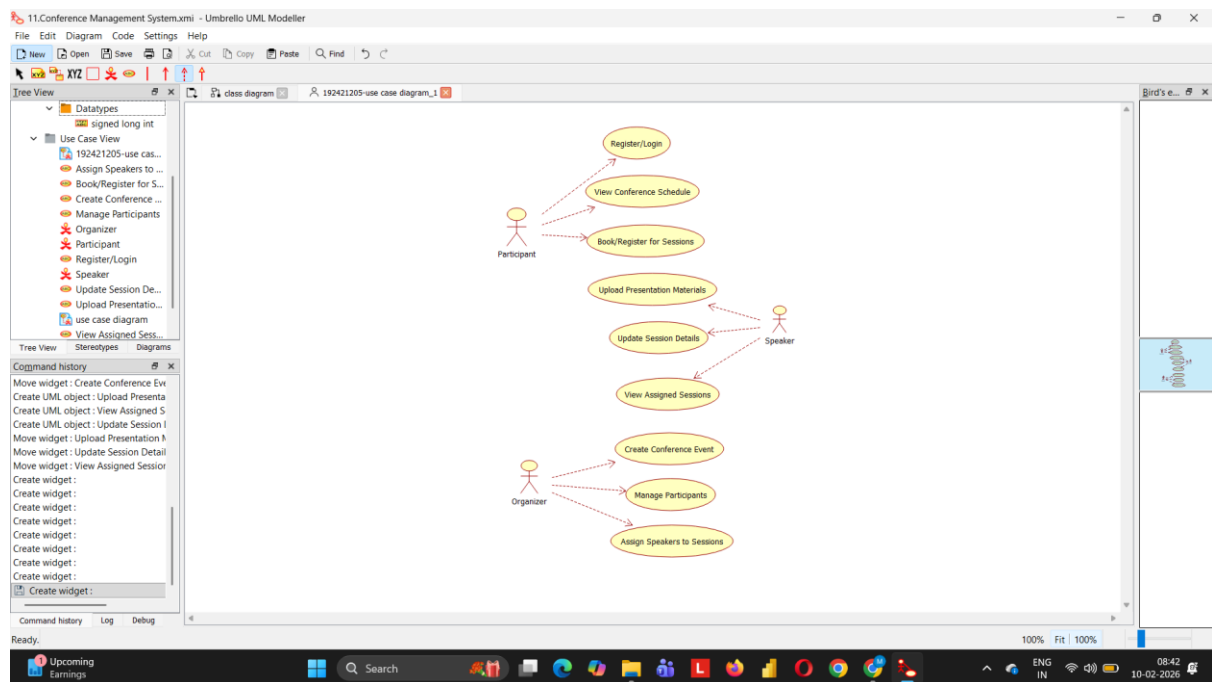 11.Conference Management System.xmi - Umbrello UML Modeller
File Edit Diagram Code Settings Help
New Open Save Cut Copy Paste Find
XYZ XYZ
Tree View
class diagram 192421205-use case diagram_1
Bird's e...
Datatypes
signed long int
Use Case View
192421205-use cas...
Assign Speakers to ...
Book/Register for S...
Create Conference ...
Manage Participants
Organizer
Participant
Register/Login
Speaker
Update Session De...
Upload Presentatio...
use case diagram
View Assigned Sess...
Tree View Stereotypes Diagrams
Command history
Move widget : Create Conference Eve
Create UML object : Upload Presenta
Create UML object : View Assigned S
Create UML object : Update Session I
Move widget : Upload Presentation M
Move widget : Update Session Detail
Move widget : View Assigned Session
Create widget :
Create widget :
Create widget :
Create widget :
Create widget :
Create widget :
Create widget :
Create widget :
Create widget :
Command history Log Debug
Register/Login
View Conference Schedule
Book/Register for Sessions
Participant
Upload Presentation Materials
Update Session Details
Speaker
View Assigned Sessions
Create Conference Event
Manage Participants
Organizer
Assign Speakers to Sessions
Ready.
100% Fit 100%
1
Upcoming
Earnings
Search
L
ENG
IN
08:42
10-02-2026